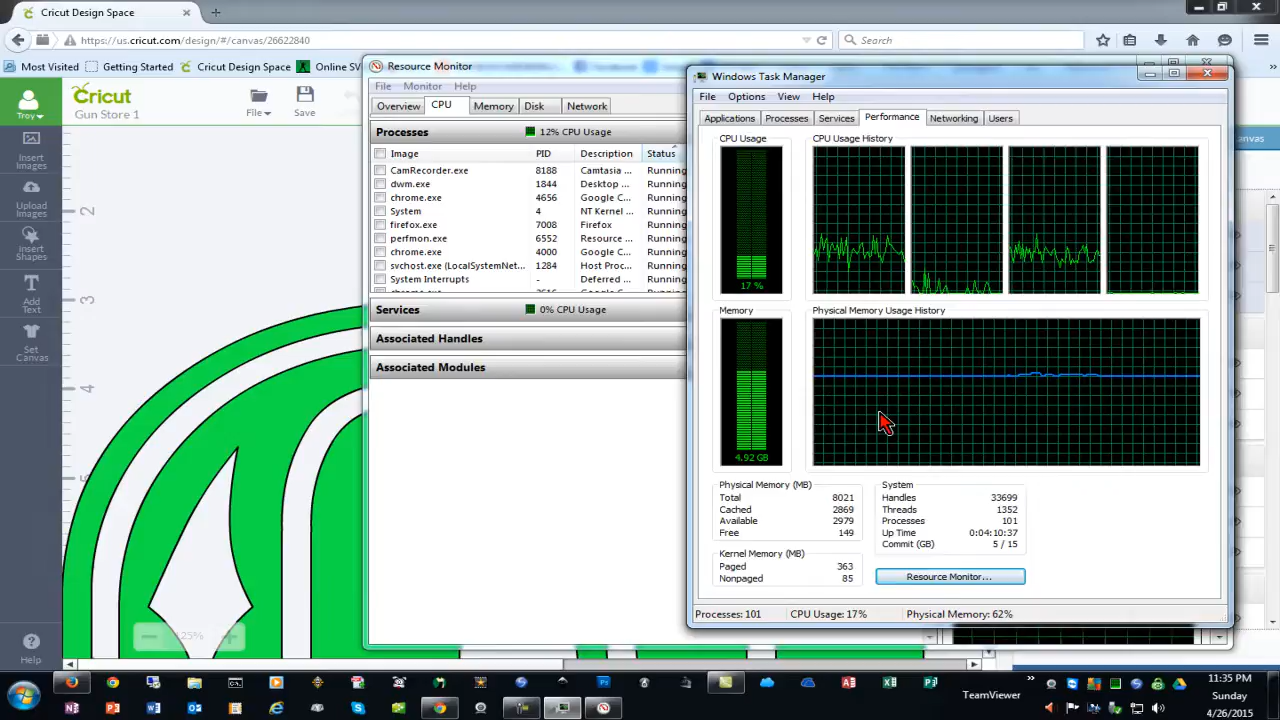 Cricut Design Space
https://us.cricut.com/design/#/canvas/26622840
Search
Most Visited
Getting Started
Cricut Design Space
Online SV
Troy
Cricut
Gun Store 1
File
Save
Insert
Images
Upload
Images
Insert
Shapes
Add
Text
Set
Canvas
Help
2
3
4
5
125%
Resource Monitor
File Monitor Help
Overview CPU Memory Disk Network
Processes 12% CPU Usage
Image PID Description Status
CamRecorder.exe 8188 Camtasia ... Running
dwm.exe 1844 Desktop ... Running
chrome.exe 4656 Google C... Running
System 4 NT Kernel ... Running
firefox.exe 7008 Firefox Running
perfmon.exe 6552 Resource ... Running
chrome.exe 4000 Google C... Running
svchost.exe (LocalSystemNet... 1284 Host Proc... Running
System Interrupts - Deferred ... Running
Services 0% CPU Usage
Associated Handles
Associated Modules
Windows Task Manager
File Options View Help
Applications Processes Services Performance Networking Users
CPU Usage
CPU Usage History
17 %
Memory
Physical Memory Usage History
4.92 GB
Physical Memory (MB)
Total 8021
Cached 2869
Available 2979
Free 149
Kernel Memory (MB)
Paged 363
Nonpaged 85
System
Handles 33699
Threads 1352
Processes 101
Up Time 0:04:10:37
Commit (GB) 5 / 15
Resource Monitor...
Processes: 101 CPU Usage: 17% Physical Memory: 62%
TeamViewer
11:35 PM
Sunday
4/26/2015